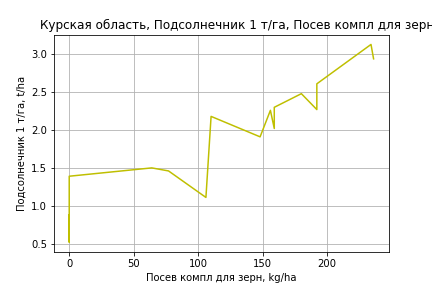 Курская область, Подсолнечник 1 т/га, Посев компл для зерн
3.0
2.5
2.0
1.5
1.0
0.5
Подсолнечник 1 т/га, t/ha
0 50 100 150 200
Посев компл для зерн, kg/ha